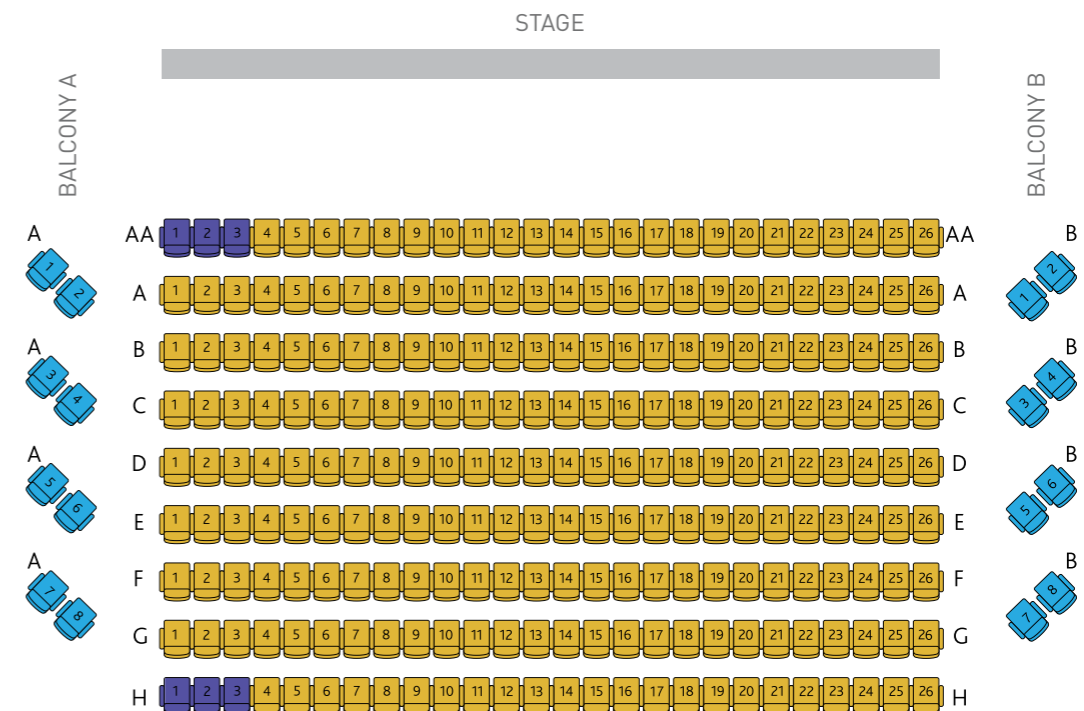 STAGE
BALCONY A
BALCONY B
A
AA 1 2 3 4 5 6 7 8 9 10 11 12 13 14 15 16 17 18 19 20 21 22 23 24 25 26 AA
B
1 2
2 1
A 1 2 3 4 5 6 7 8 9 10 11 12 13 14 15 16 17 18 19 20 21 22 23 24 25 26 A
A
B 1 2 3 4 5 6 7 8 9 10 11 12 13 14 15 16 17 18 19 20 21 22 23 24 25 26 B
B
3 4
4 3
C 1 2 3 4 5 6 7 8 9 10 11 12 13 14 15 16 17 18 19 20 21 22 23 24 25 26 C
A
D 1 2 3 4 5 6 7 8 9 10 11 12 13 14 15 16 17 18 19 20 21 22 23 24 25 26 D
B
5 6
6 5
E 1 2 3 4 5 6 7 8 9 10 11 12 13 14 15 16 17 18 19 20 21 22 23 24 25 26 E
A
F 1 2 3 4 5 6 7 8 9 10 11 12 13 14 15 16 17 18 19 20 21 22 23 24 25 26 F
B
7 8
8 7
G 1 2 3 4 5 6 7 8 9 10 11 12 13 14 15 16 17 18 19 20 21 22 23 24 25 26 G
H 1 2 3 4 5 6 7 8 9 10 11 12 13 14 15 16 17 18 19 20 21 22 23 24 25 26 H